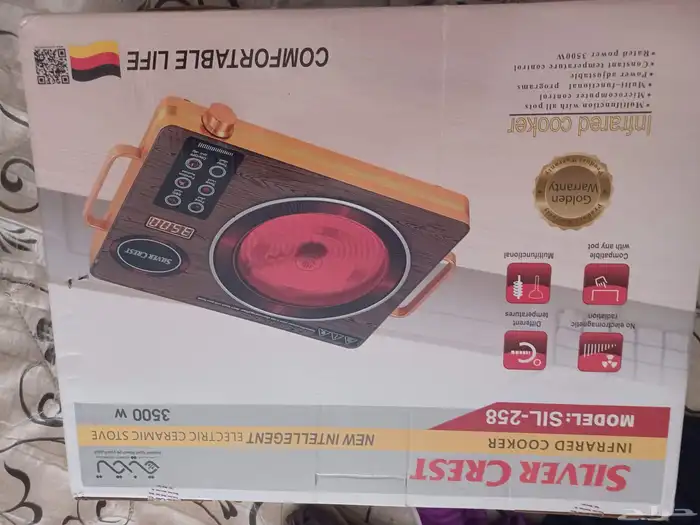 SILVER CREST
INFRARED COOKER
NEW INTELLEGENT ELECTRIC CERAMIC STOVE
MODEL: SIL-258
3500 W
No electromagnetic
radiation
Different
temperatures
Compatible
with any pot
Multifunctional
Golden
Warranty
SILVER CREST
3500
Infrared cooker
• Multifunction with all pots
• Microcomputer control
• Multi-functional programs
• Power adjustable
• Constant temperature control
• Rated power 3500W
COMFORTABLE LIFE
حراج